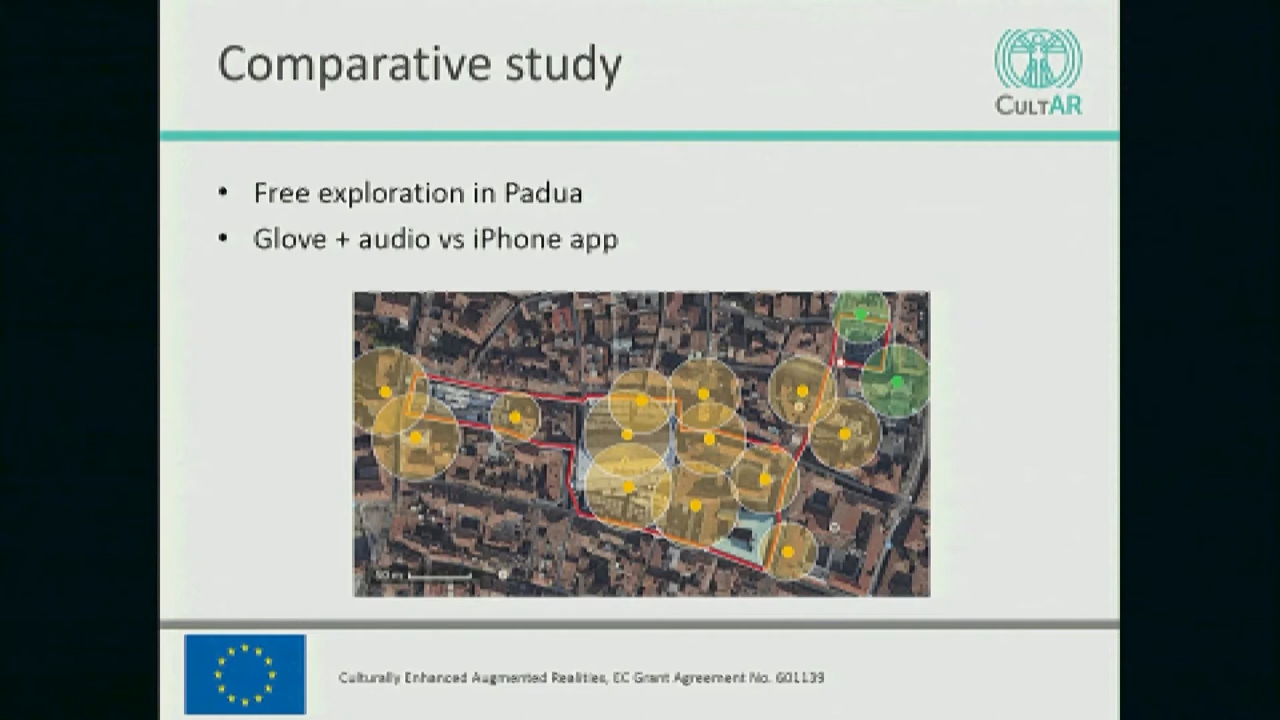 Comparative study
CULTAR
• Free exploration in Padua
• Glove + audio vs iPhone app
Culturally Enhanced Augmented Realities, EC Grant Agreement No. 601139